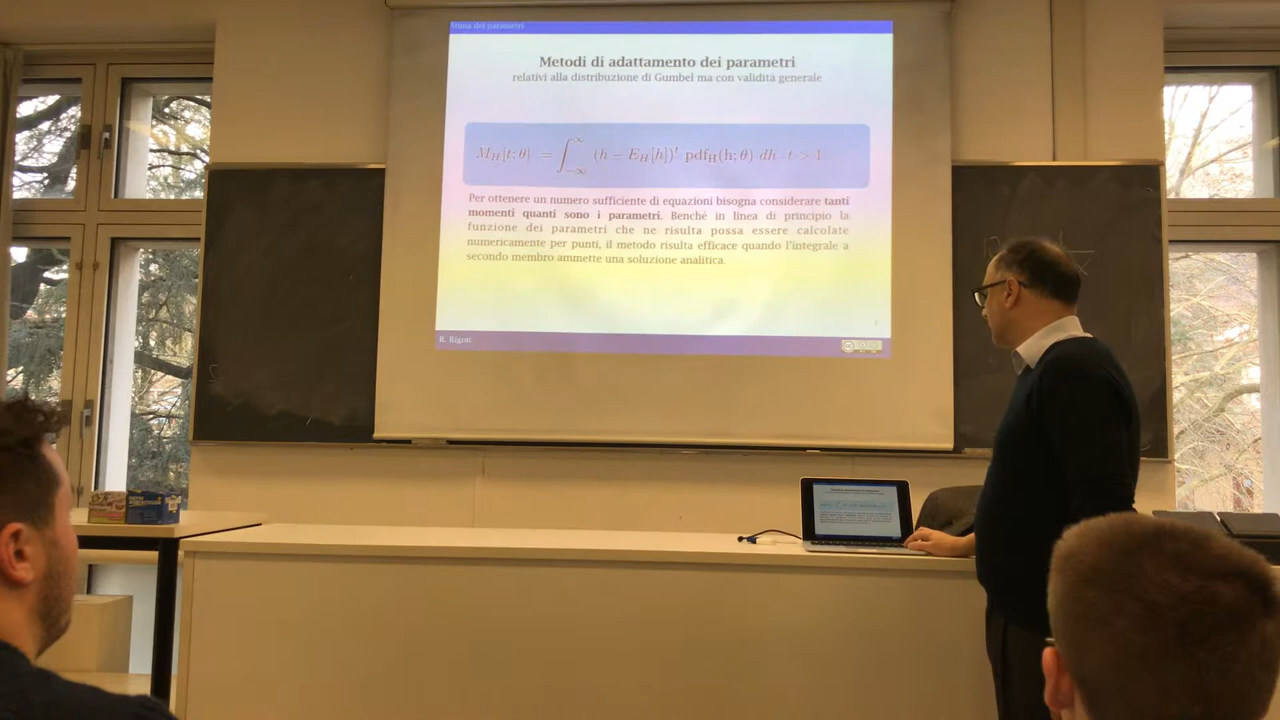 Stima dei parametri
Metodi di adattamento dei parametri
relativi alla distribuzione di Gumbel ma con validità generale
M_H[t; θ] = ∫_{-∞}^{∞} (h − E_H[h])^t pdf_H(h; θ) dh t > 1
Per ottenere un numero sufficiente di equazioni bisogna considerare tanti
momenti quanti sono i parametri. Benché in linea di principio la
funzione dei parametri che ne risulta possa essere calcolate
numericamente per punti, il metodo risulta efficace quando l'integrale a
secondo membro ammette una soluzione analitica.
R. Rigon